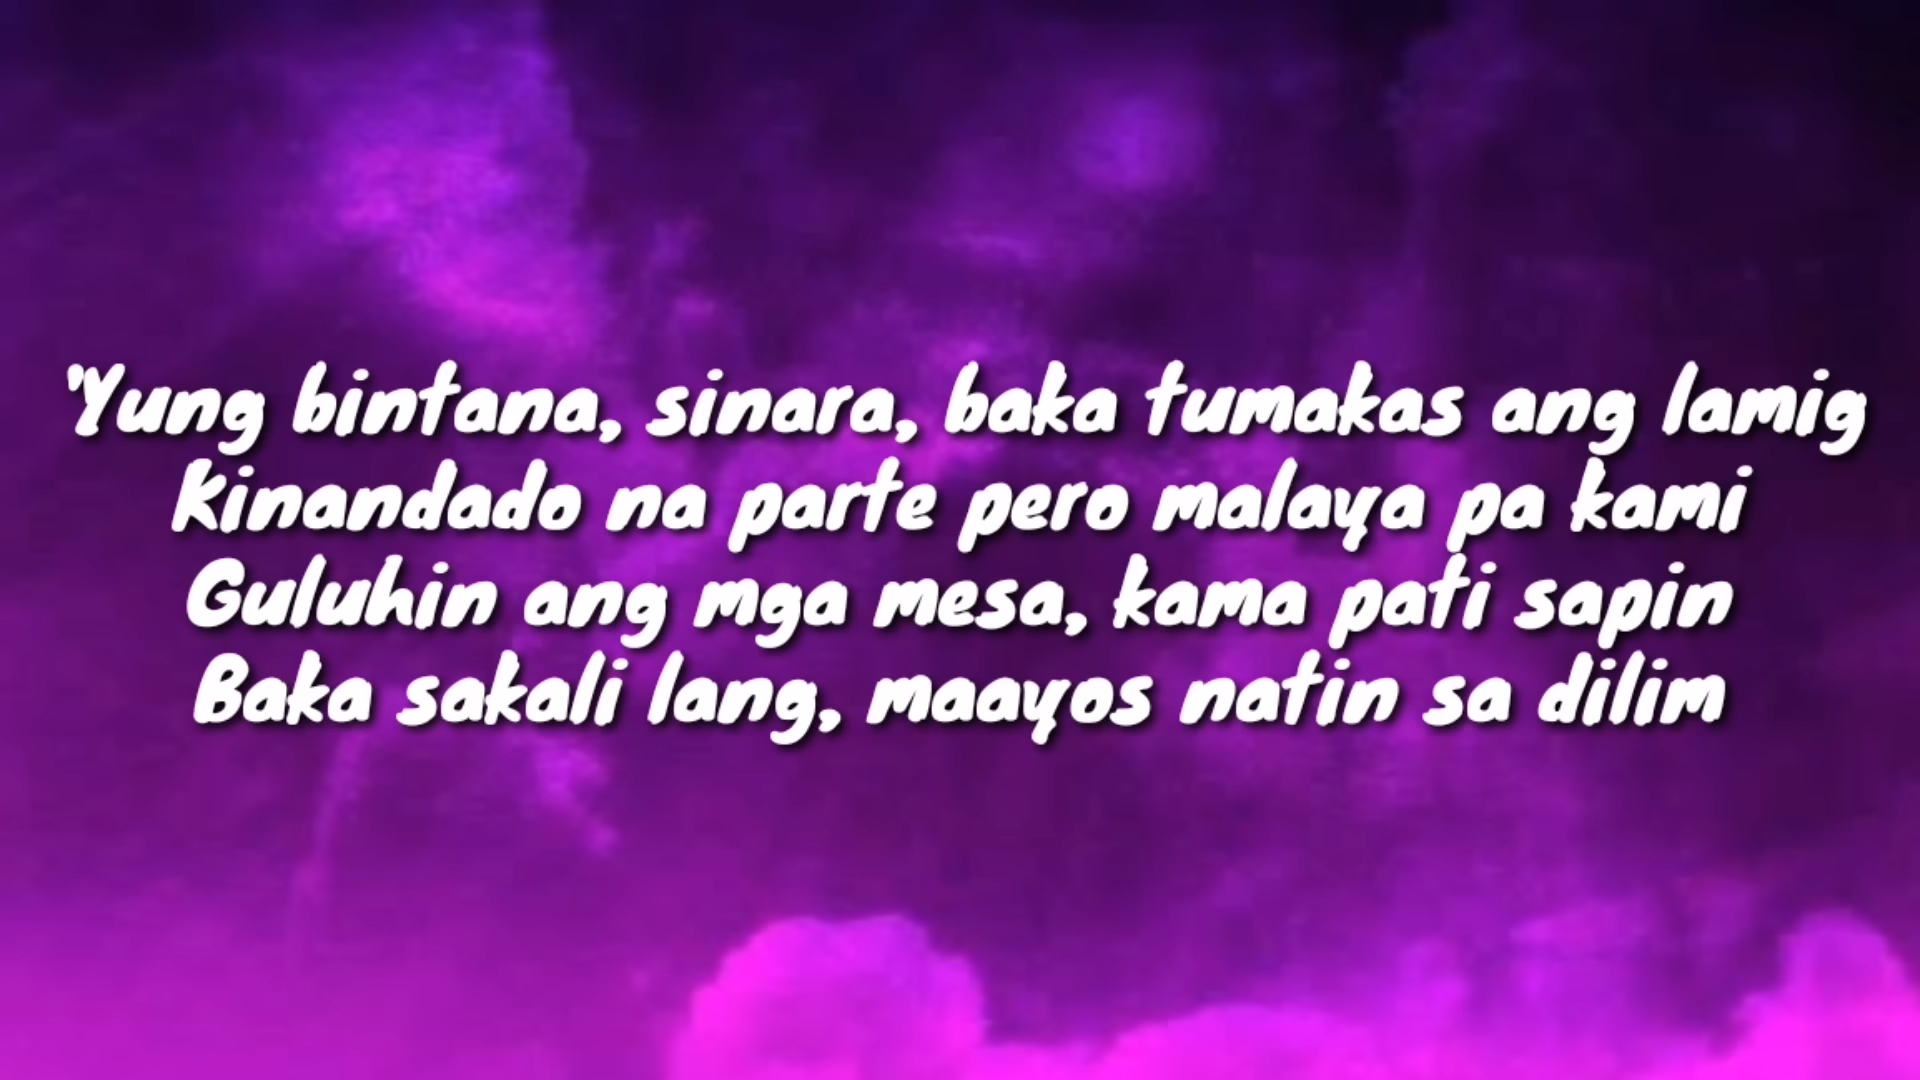 'Yung bintana, sinara, baka tumakas ang lamig
Kinandado na parte pero malaya pa kami
Guluhin ang mga mesa, kama pati sapin
Baka sakali lang, maayos natin sa dilim